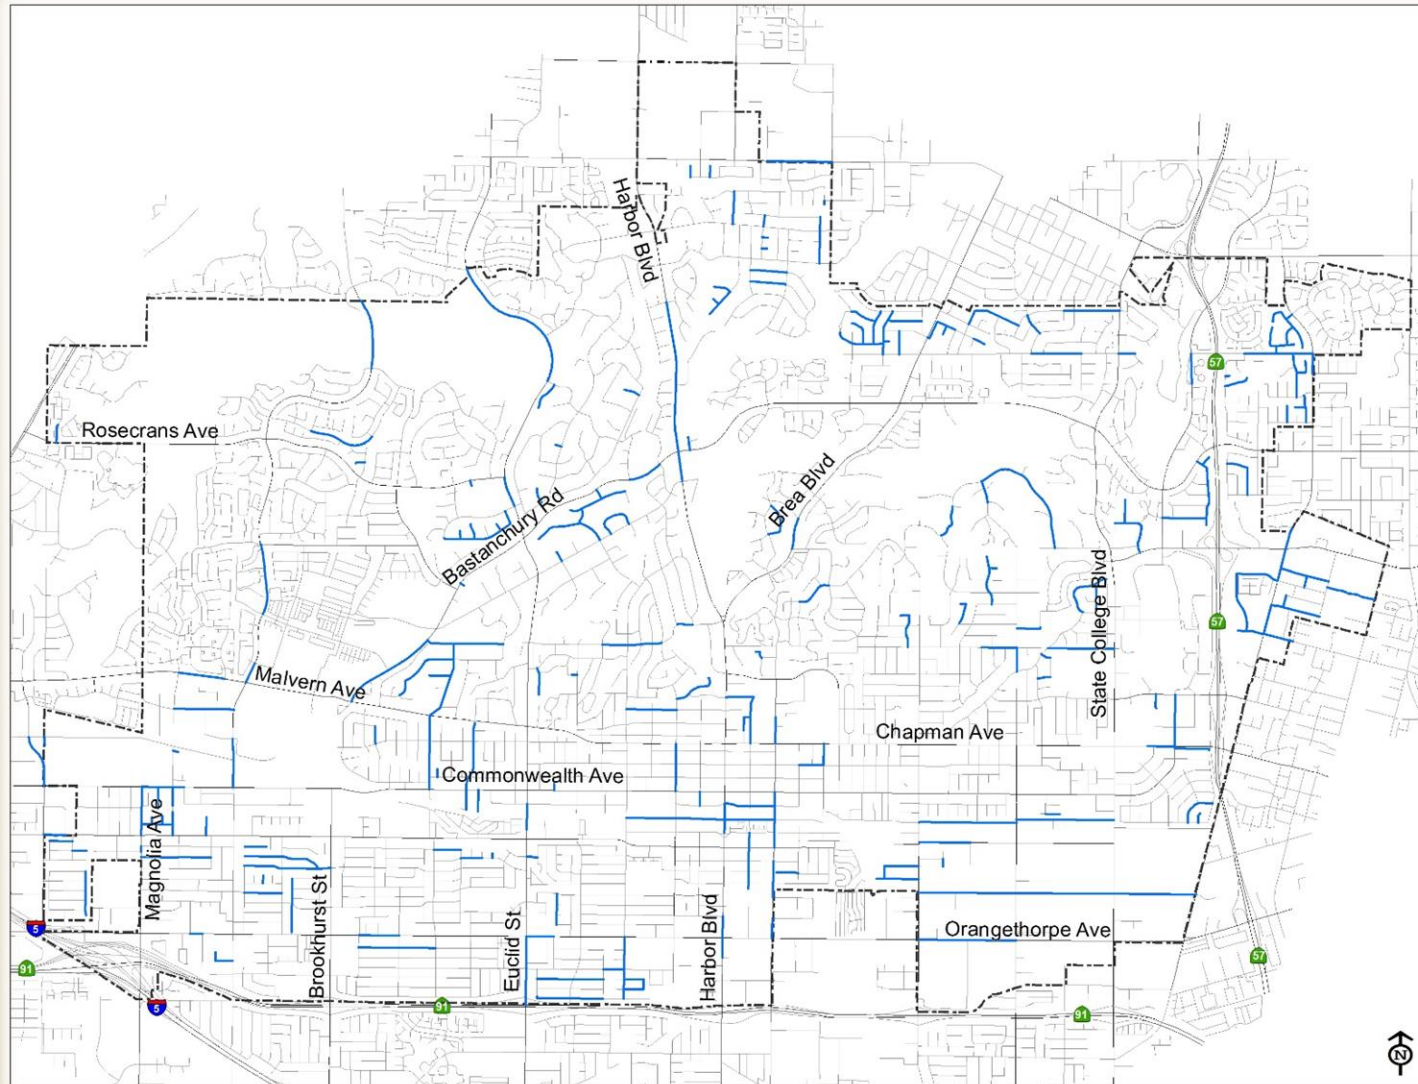 Harbor Blvd
57
Rosecrans Ave
Brea Blvd
Bastanchury Rd
State College Blvd
57
Malvern Ave
Chapman Ave
Commonwealth Ave
Magnolia Ave
Brookhurst St
Euclid St
Harbor Blvd
Orangethorpe Ave
5
91
57
5
91
91
N